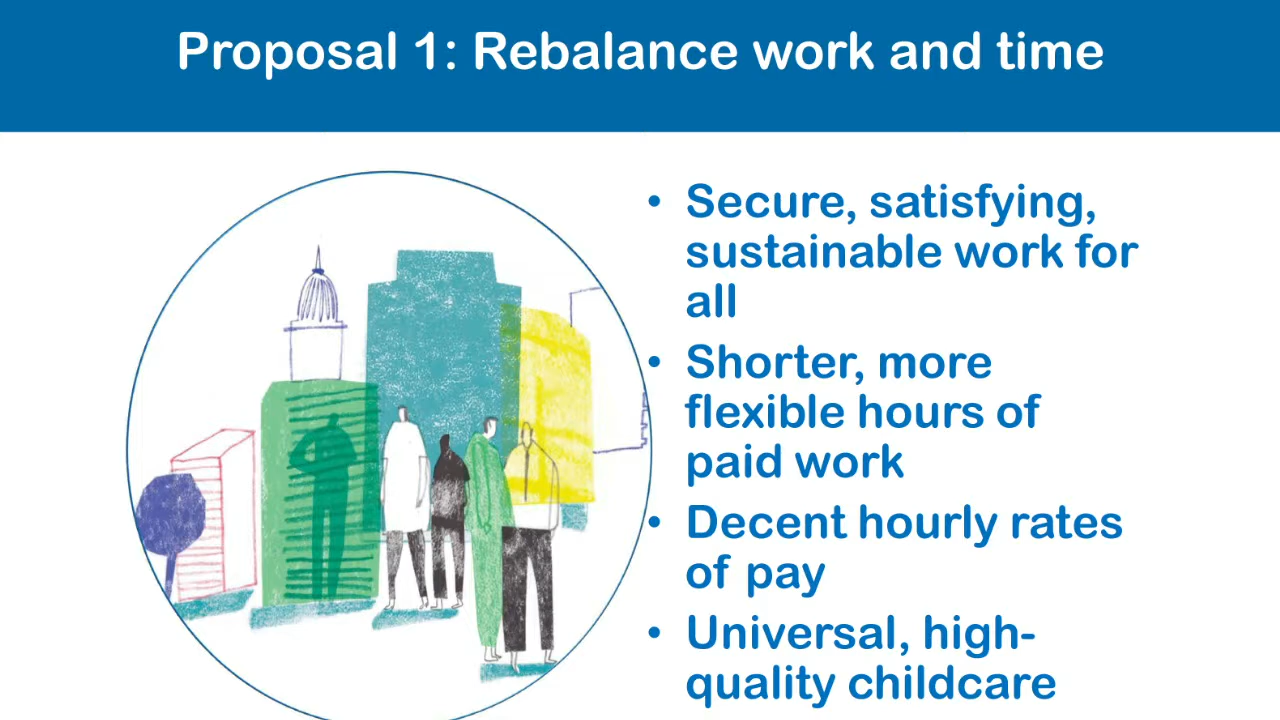 Proposal 1: Rebalance work and time
• Secure, satisfying,
sustainable work for
all
• Shorter, more
flexible hours of
paid work
• Decent hourly rates
of pay
• Universal, high-
quality childcare